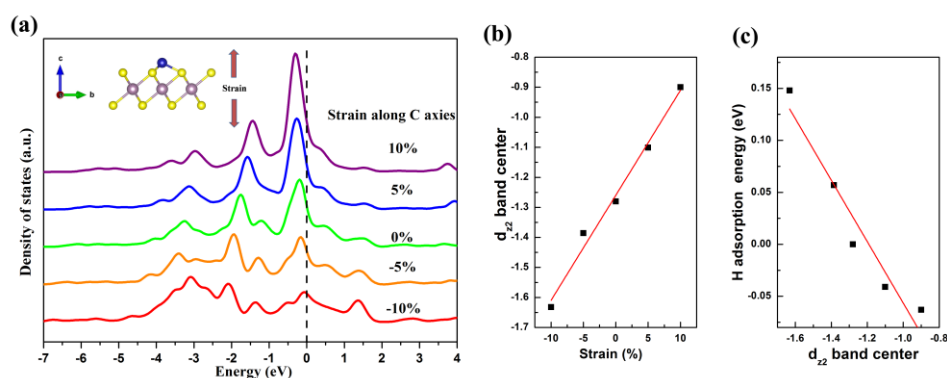 (a)
c
b
Strain
Strain along C axies
10%
5%
0%
-5%
-10%
Density of states (a.u.)
-7 -6 -5 -4 -3 -2 -1 0 1 2 3 4
Energy (eV)
(b)
-0.9
-1.0
-1.1
-1.2
-1.3
-1.4
-1.5
-1.6
-1.7
dz2 band center
-10 -5 0 5 10
Strain (%)
(c)
0.15
0.10
0.05
0.00
-0.05
H adsorption energy (eV)
-1.6 -1.4 -1.2 -1.0 -0.8
dz2 band center